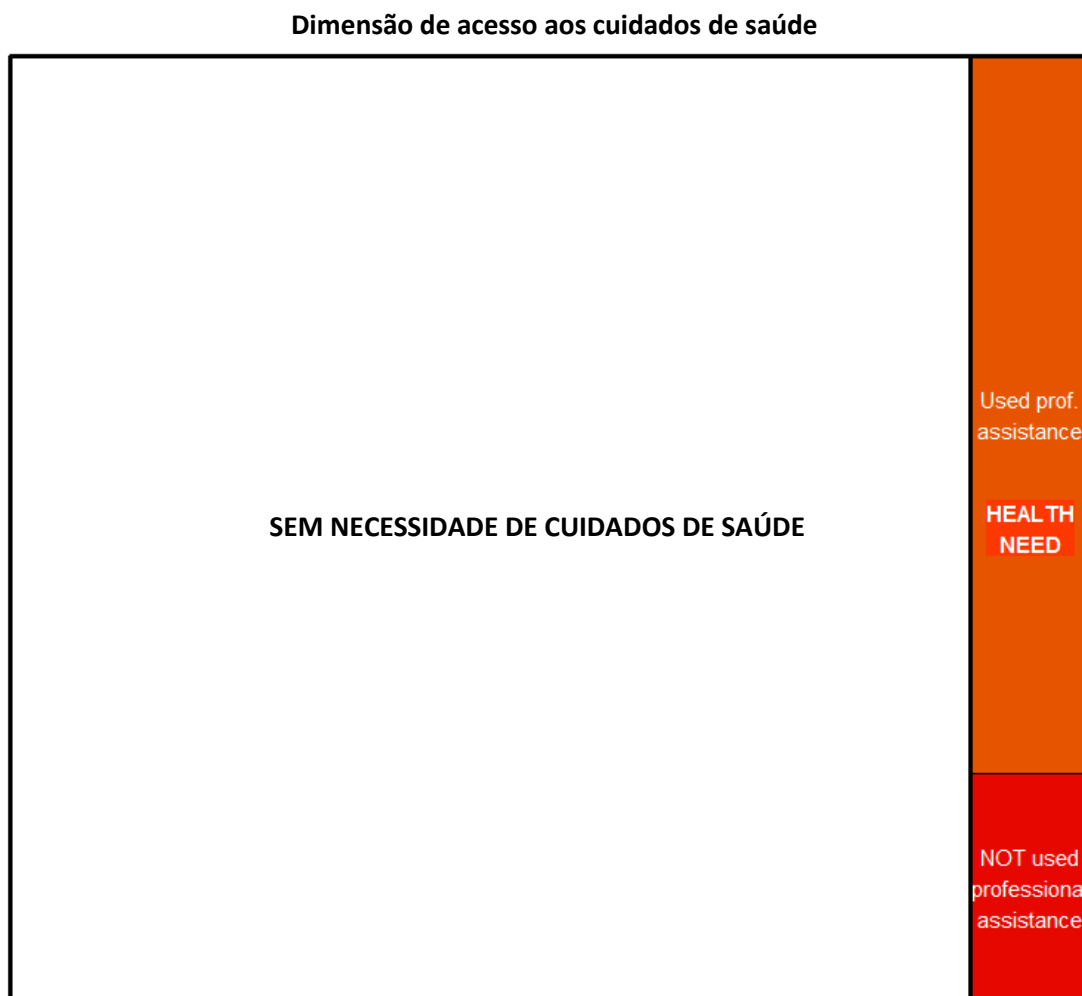 Dimensão de acesso aos cuidados de saúde
Used prof.
assistance
SEM NECESSIDADE DE CUIDADOS DE SAÚDE
HEALTH
NEED
NOT used
professiona
assistance